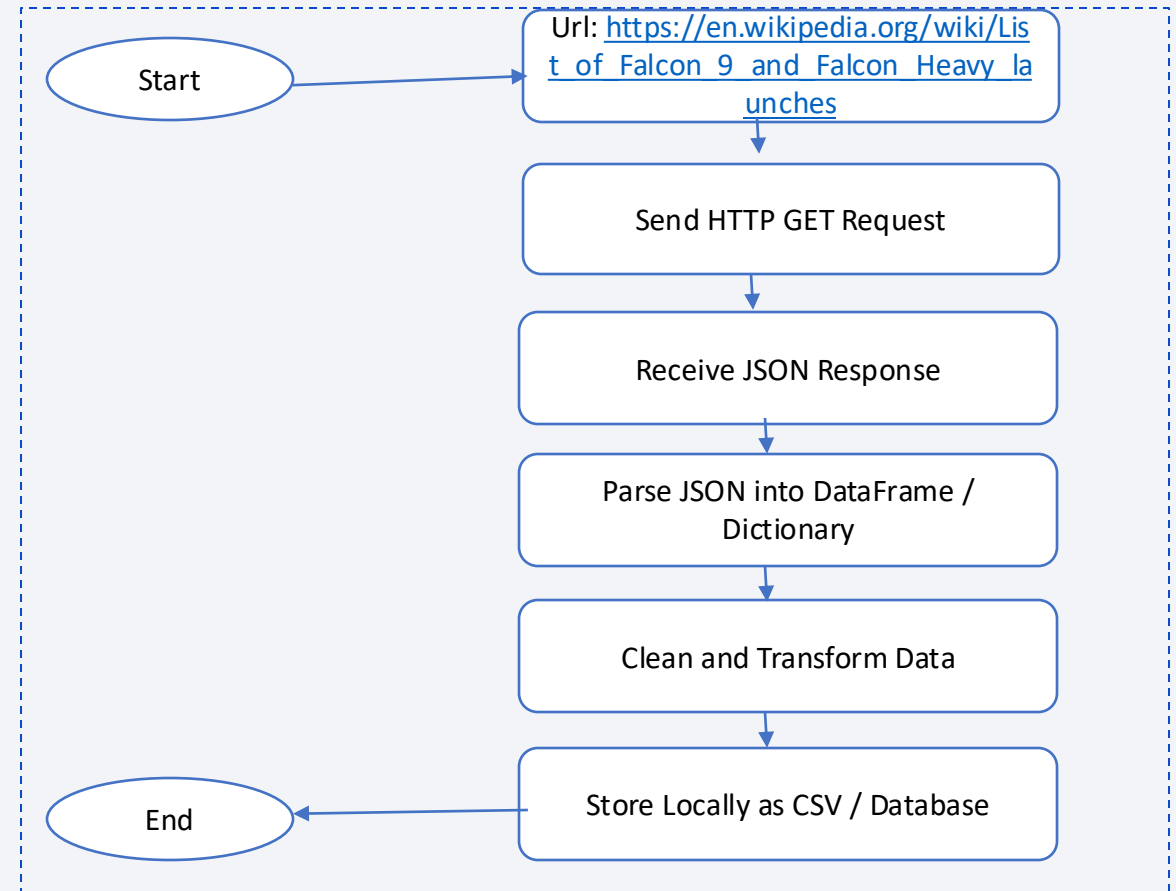 Start
Url: https://en.wikipedia.org/wiki/Lis
t_of_Falcon_9_and_Falcon_Heavy_la
unches
Send HTTP GET Request
Receive JSON Response
Parse JSON into DataFrame /
Dictionary
Clean and Transform Data
Store Locally as CSV / Database
End